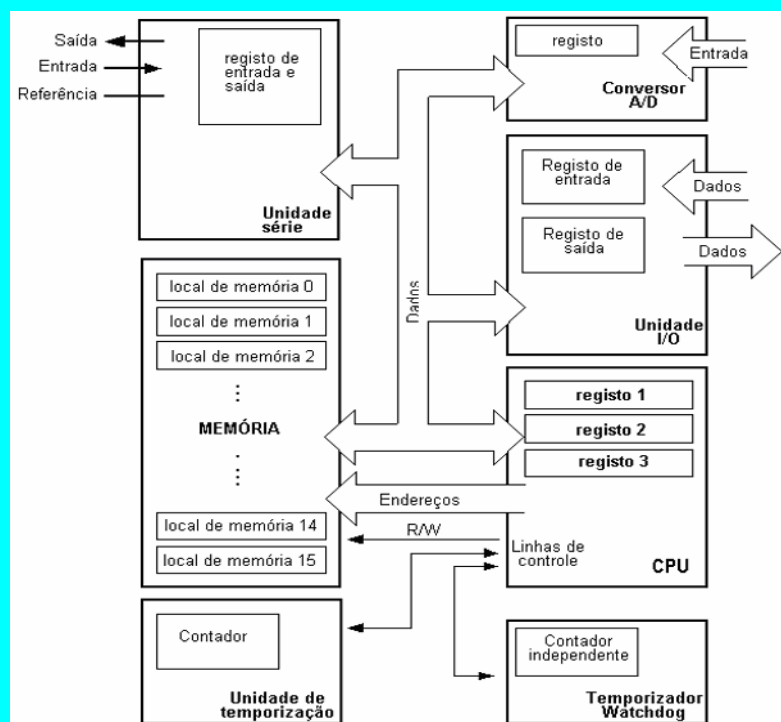 Saída
Entrada
Referência
registo de
entrada e
saída
Unidade
série
registo
Entrada
Conversor
A/D
Registo de
entrada
Dados
Registo de
saída
Dados
Unidade
I/O
Dados
local de memória 0
local de memória 1
local de memória 2
MEMÓRIA
local de memória 14
local de memória 15
registo 1
registo 2
registo 3
Endereços
R/W
Linhas de
controle
CPU
Contador
Unidade de
temporização
Contador
independente
Temporizador
Watchdog